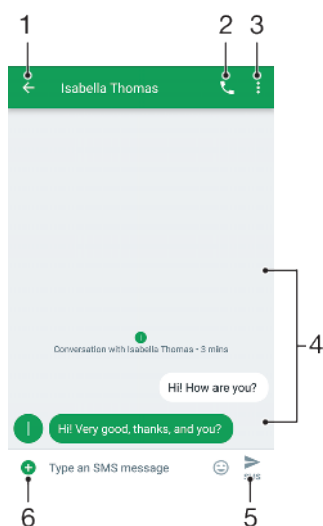 1 2 3
Isabella Thomas
4
Conversation with Isabella Thomas • 3 mins
Hi! How are you?
I Hi! Very good, thanks, and you?
Type an SMS message
SMS
6 5